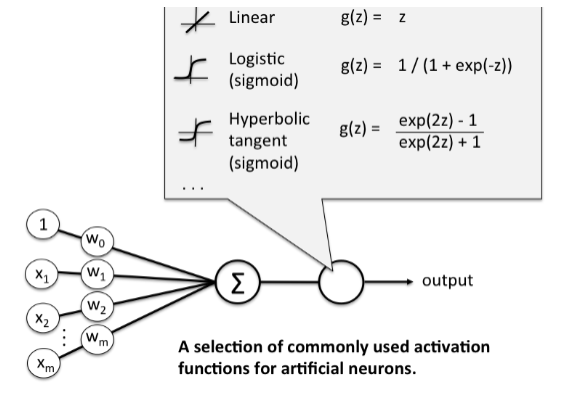 Linear g(z) = z
Logistic
(sigmoid)
g(z) = 1 / (1 + exp(-z))
Hyperbolic
tangent
(sigmoid)
g(z) =
exp(2z) - 1
exp(2z) + 1
...
1
w0
x1
w1
x2
w2
⋮
wm
xm
Σ
output
A selection of commonly used activation
functions for artificial neurons.